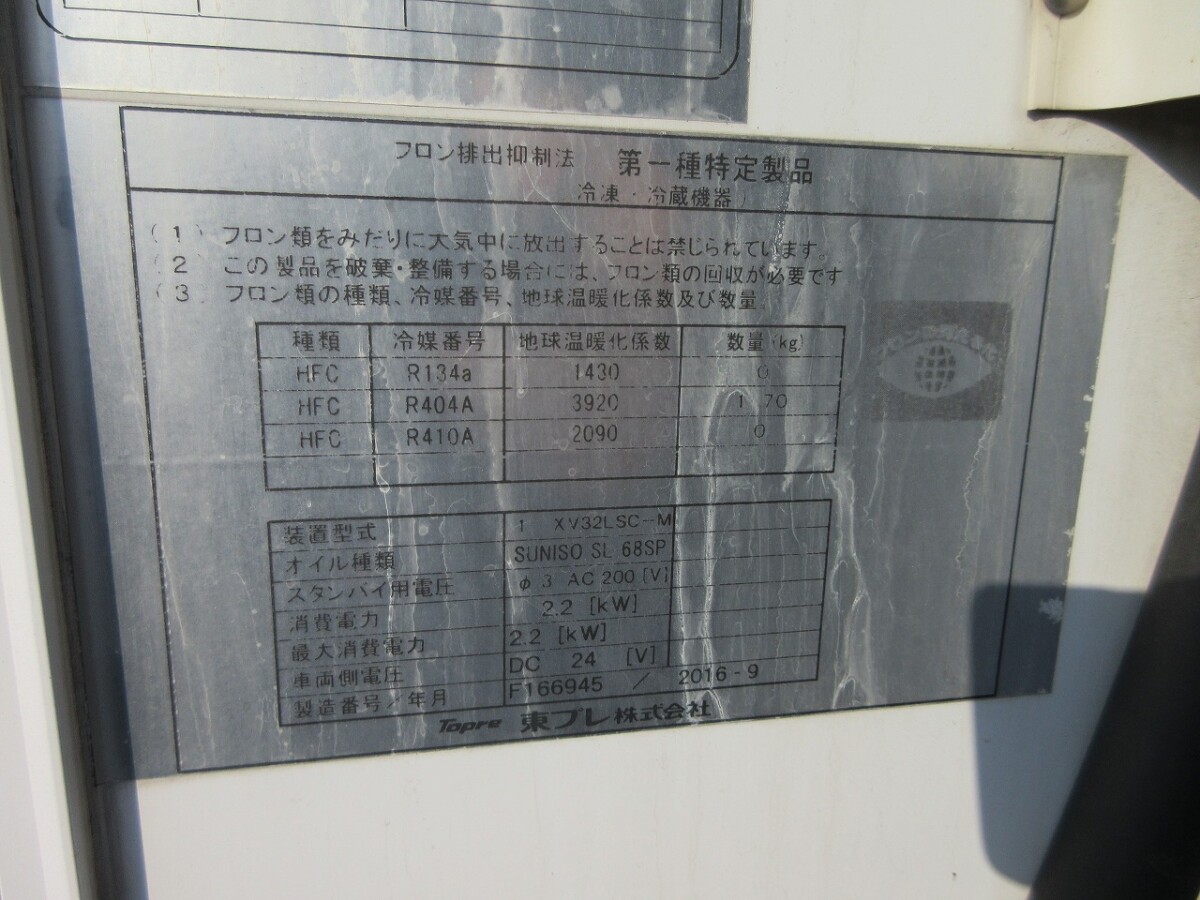 フロン排出抑制法 第一種特定製品
冷凍・冷蔵機器)
(1) フロン類をみだりに大気中に放出することは禁じられています。
(2 この製品を破棄・整備する場合には、フロン類の回収が必要です
(3 フロン類の種類、冷媒番号、地球温暖化係数及び数量
種類 冷媒番号 地球温暖化係数 数量(kg)
HFC R134a 1430 0
HFC R404A 3920 1 70
HFC R410A 2090 0
装置型式 1 XV32LSC-M
オイル種類 SUNISO SL 68SP
スタンバイ用電圧 φ3 AC 200 [V]
消費電力 2.2 [kW]
最大消費電力 2.2 [kW]
車両側電圧 DC 24 [V]
製造番号/年月 F166945 / 2016-9
Topre 東プレ株式会社